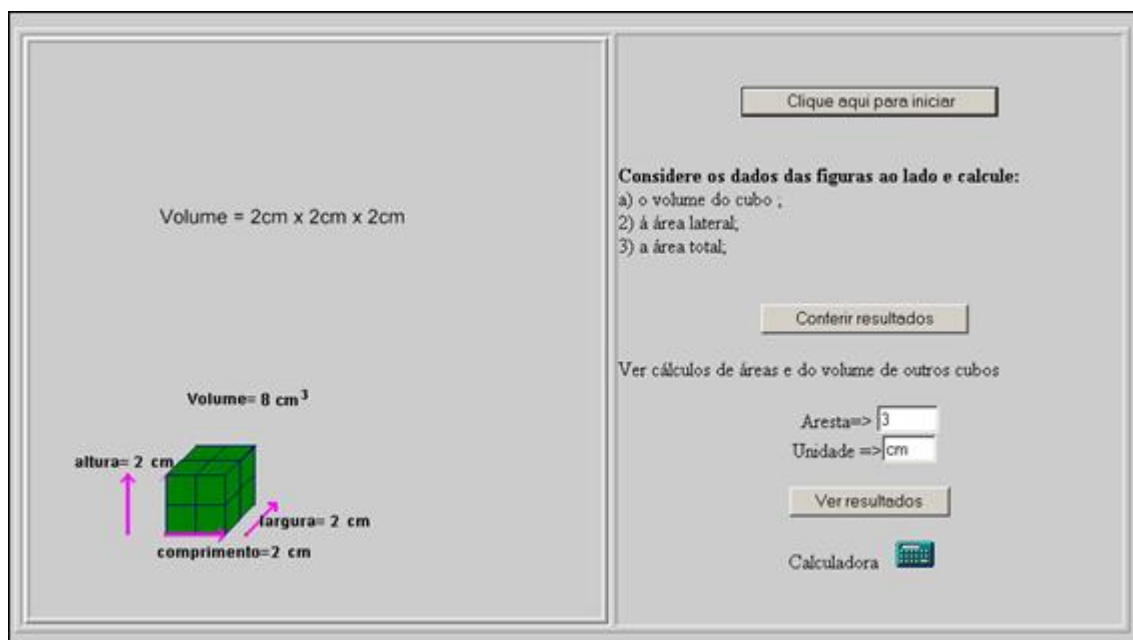 Volume = 2cm x 2cm x 2cm
Volume= 8 cm³
altura= 2 cm
largura= 2 cm
comprimento=2 cm
Clique aqui para iniciar
Considere os dados das figuras ao lado e calcule:
a) o volume do cubo ;
2) á área lateral;
3) a área total;
Conferir resultados
Ver cálculos de áreas e do volume de outros cubos
Aresta=> 3
Unidade =>cm
Ver resultados
Calculadora